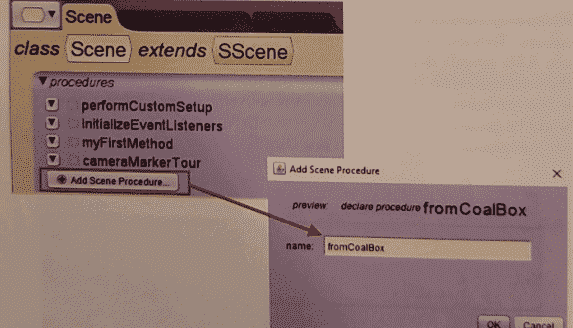 Scene
class Scene extends SScene
procedures
performCustomSetup
initializeEventListeners
myFirstMethod
cameraMarkerTour
Add Scene Procedure...
Add Scene Procedure
preview: declare procedure fromCoalBox
name: fromCoalBox
OK Cancel